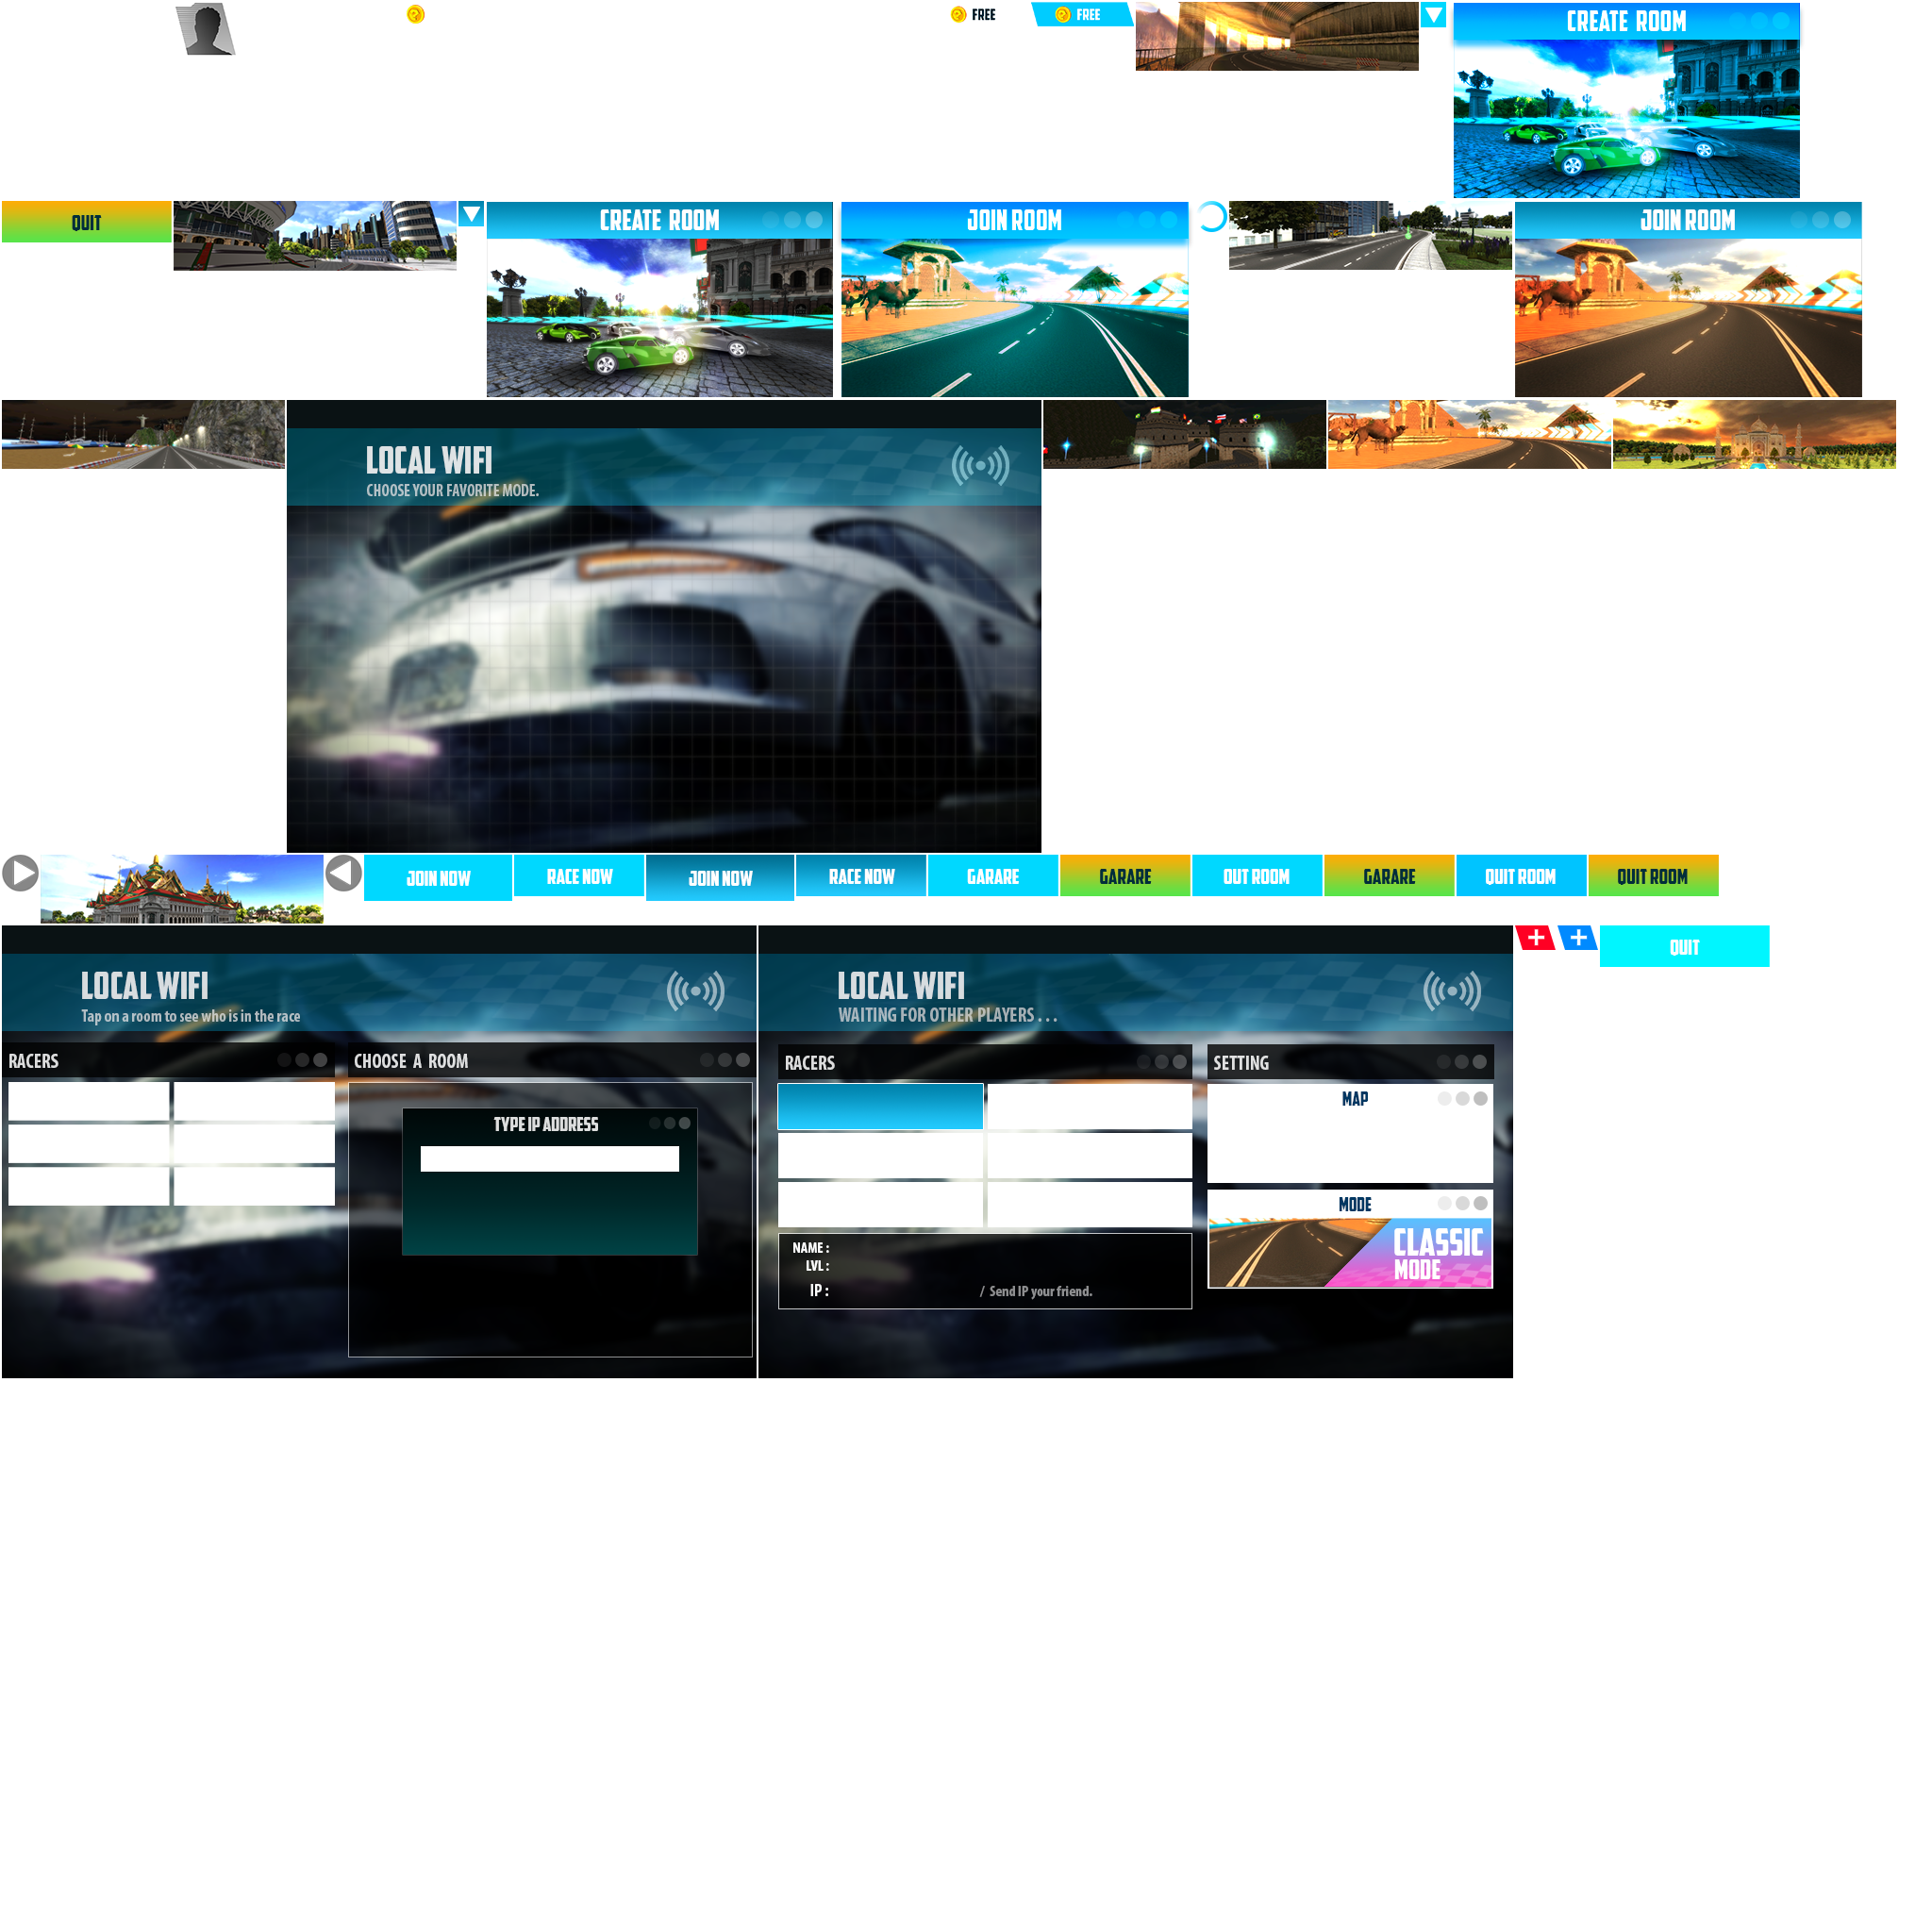 FREE
FREE
CREATE ROOM
QUIT
CREATE ROOM
JOIN ROOM
JOIN ROOM
LOCAL WIFI
CHOOSE YOUR FAVORITE MODE.
JOIN NOW
RACE NOW
JOIN NOW
RACE NOW
GARARE
GARARE
OUT ROOM
GARARE
QUIT ROOM
QUIT ROOM
LOCAL WIFI
Tap on a room to see who is in the race
RACERS
CHOOSE A ROOM
TYPE IP ADDRESS
LOCAL WIFI
WAITING FOR OTHER PLAYERS . . .
RACERS
SETTING
MAP
MODE
CLASSIC
MODE
NAME :
LVL :
IP :
/ Send IP your friend.
QUIT